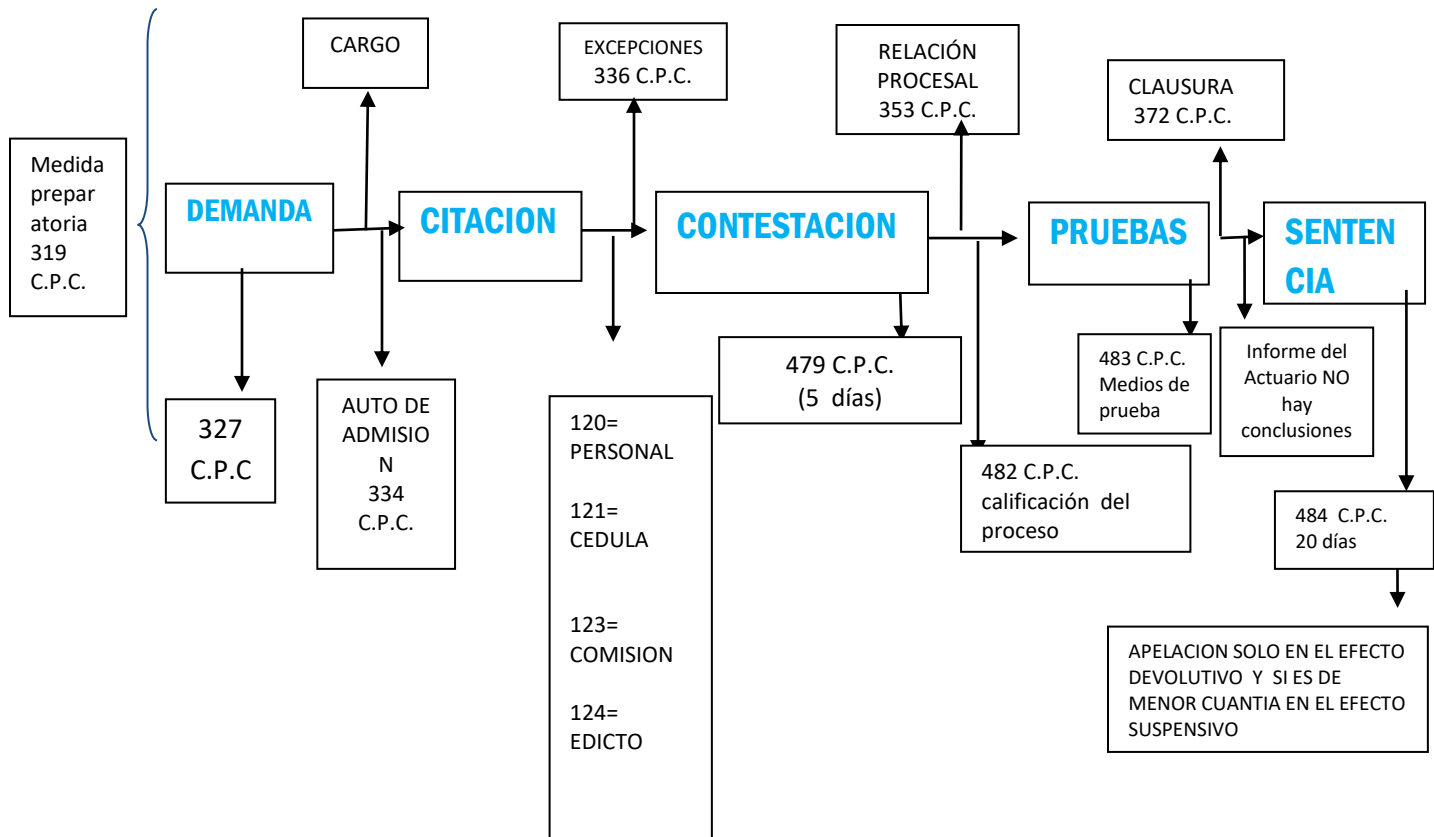 Medida
prepar
atoria
319
C.P.C.
CARGO
EXCEPCIONES
336 C.P.C.
RELACIÓN
PROCESAL
353 C.P.C.
CLAUSURA
372 C.P.C.
DEMANDA
CITACION
CONTESTACION
PRUEBAS
SENTEN
CIA
327
C.P.C
AUTO DE
ADMISIO
N
334
C.P.C.
120=
PERSONAL
121=
CEDULA
123=
COMISION
124=
EDICTO
479 C.P.C.
(5 días)
482 C.P.C.
calificación del
proceso
483 C.P.C.
Medios de
prueba
Informe del
Actuario NO
hay
conclusiones
484 C.P.C.
20 días
APELACION SOLO EN EL EFECTO
DEVOLUTIVO Y SI ES DE
MENOR CUANTIA EN EL EFECTO
SUSPENSIVO